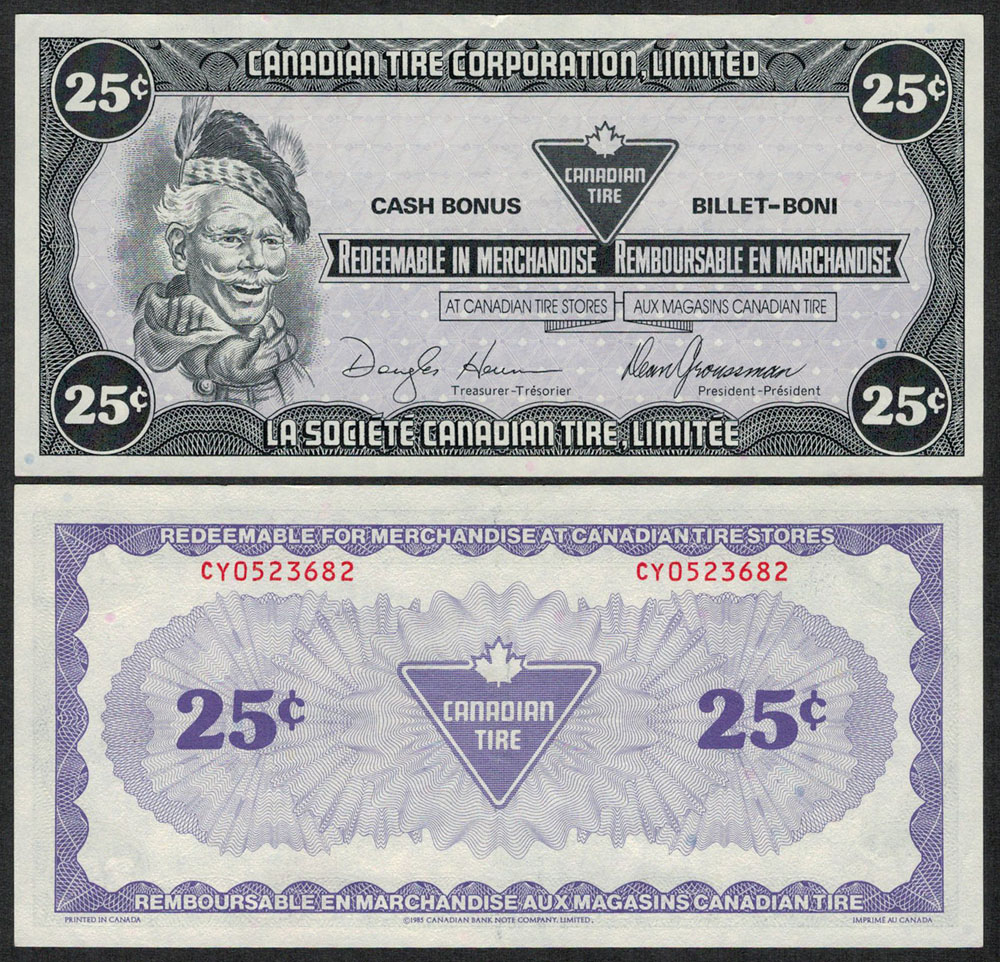 CANADIAN TIRE CORPORATION, LIMITED
25¢ 25¢
CANADIAN
TIRE
CASH BONUS BILLET-BONI
REDEEMABLE IN MERCHANDISE REMBOURSABLE EN MARCHANDISE
AT CANADIAN TIRE STORES AUX MAGASINS CANADIAN TIRE
Dean Groussman
Treasurer-Trésorier President-Président
25¢ 25¢
LA SOCIÉTÉ CANADIAN TIRE, LIMITÉE
REDEEMABLE FOR MERCHANDISE AT CANADIAN TIRE STORES
CY0523682 CY0523682
25¢ 25¢
CANADIAN
TIRE
REMBOURSABLE EN MARCHANDISE AUX MAGASINS CANADIAN TIRE
PRINTED IN CANADA ©1985 CANADIAN BANK NOTE COMPANY, LIMITED. IMPRIMÉ AU CANADA